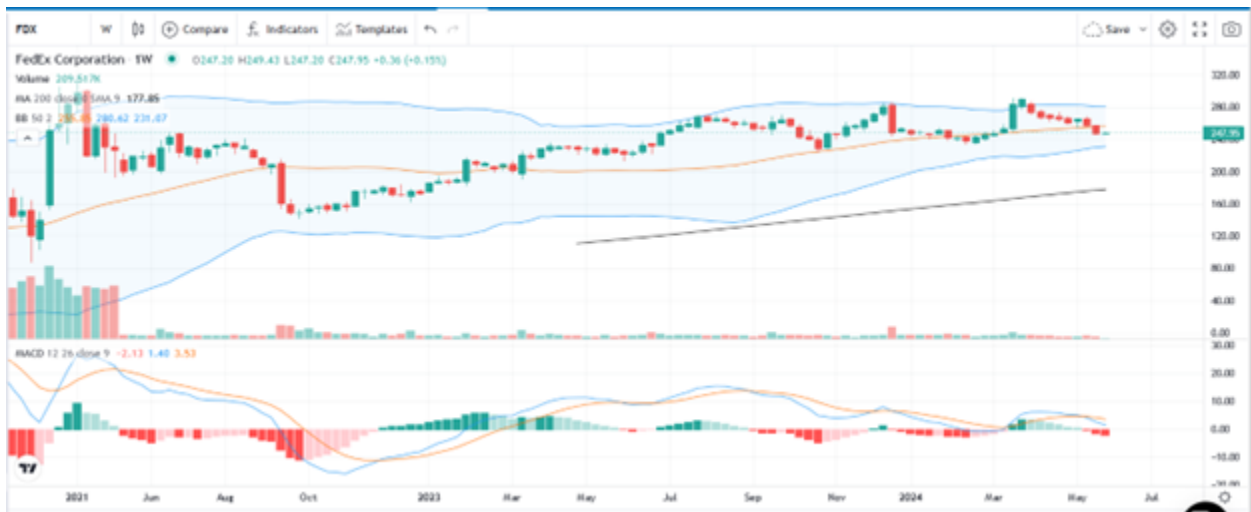 FDX W Compare Indicators Templates Save
FedEx Corporation 1W O247.20 H249.43 L247.20 C247.95 +0.36 (+0.15%)
Volume 209.517K
MA 200 close 0 SMA 9 177.85
BB 50 2 280.62 231.07
320.00
280.00
247.95
240.00
200.00
160.00
120.00
80.00
40.00
0.00
MACD 12 26 close 9 -2.13 1.40 3.53
30.00
20.00
10.00
0.00
-10.00
-20.00
2021 Jun Aug Oct 2023 Mar May Jul Sep Nov 2024 Mar May Jul